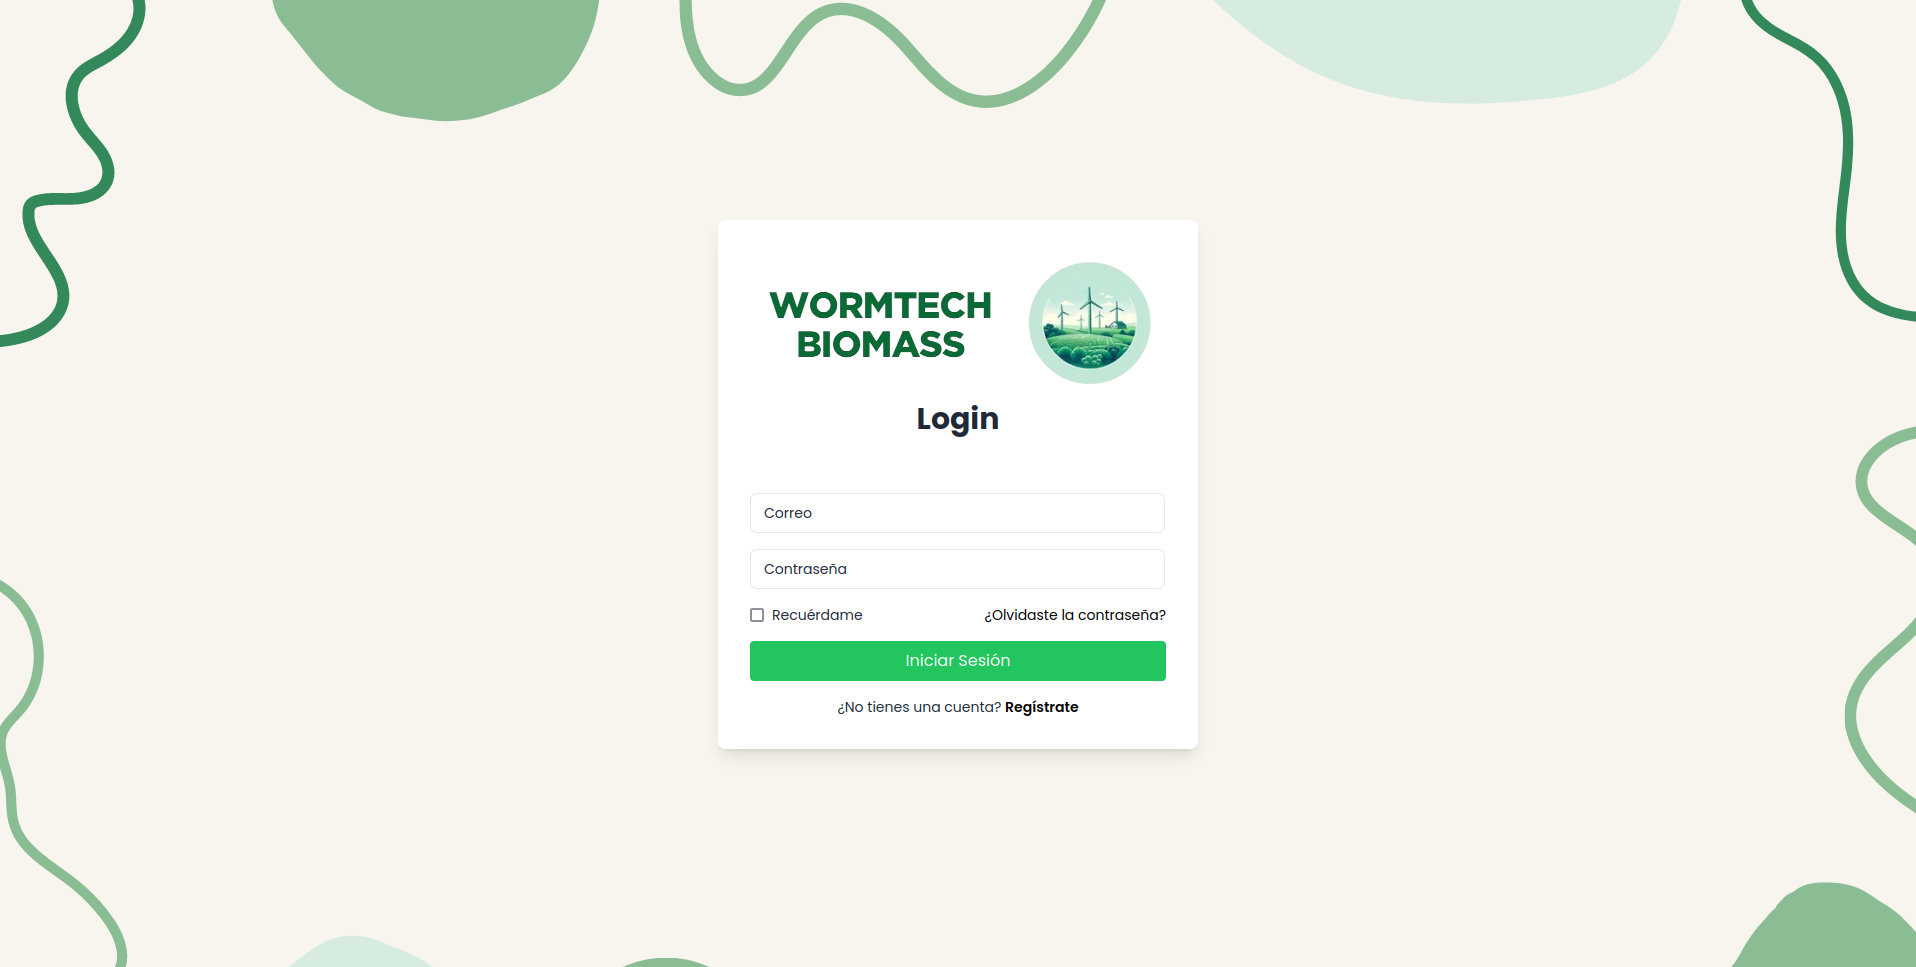 WORMTECH
BIOMASS
Login
Correo
Contraseña
Recuérdame
¿Olvidaste la contraseña?
Iniciar Sesión
¿No tienes una cuenta? Regístrate